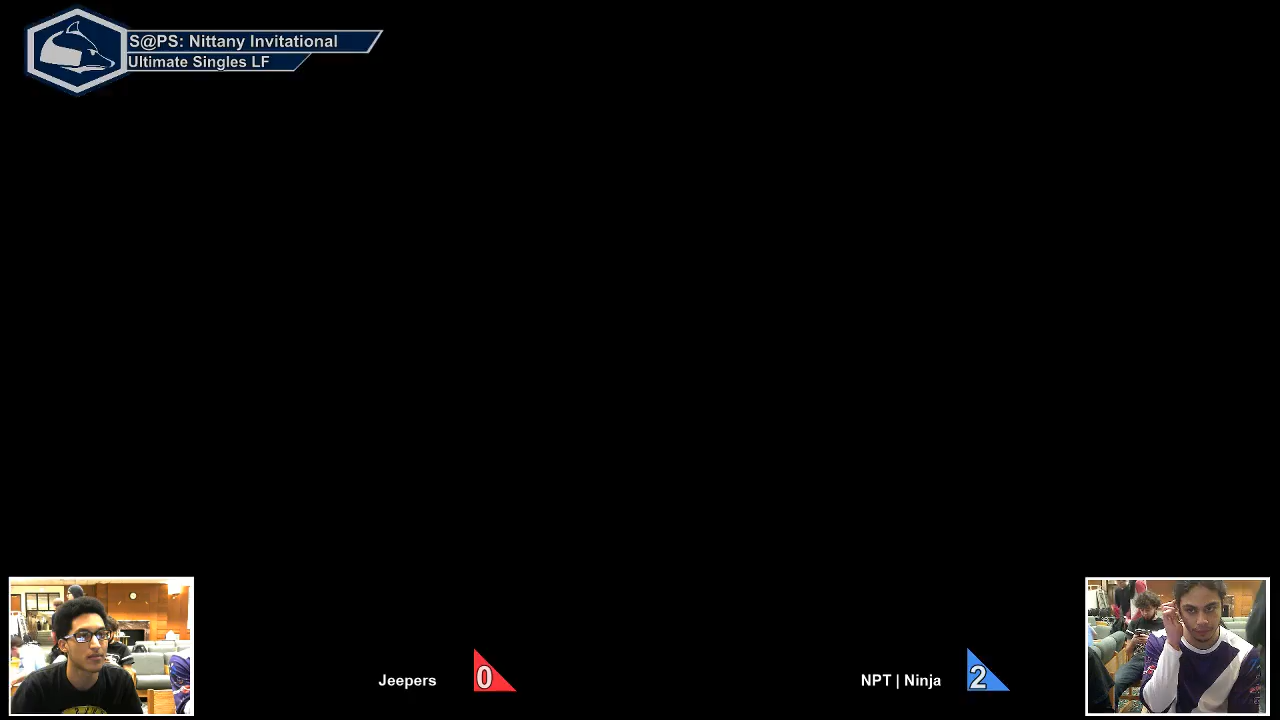 S@PS: Nittany Invitational
Ultimate Singles LF
Jeepers 0
NPT | Ninja 2